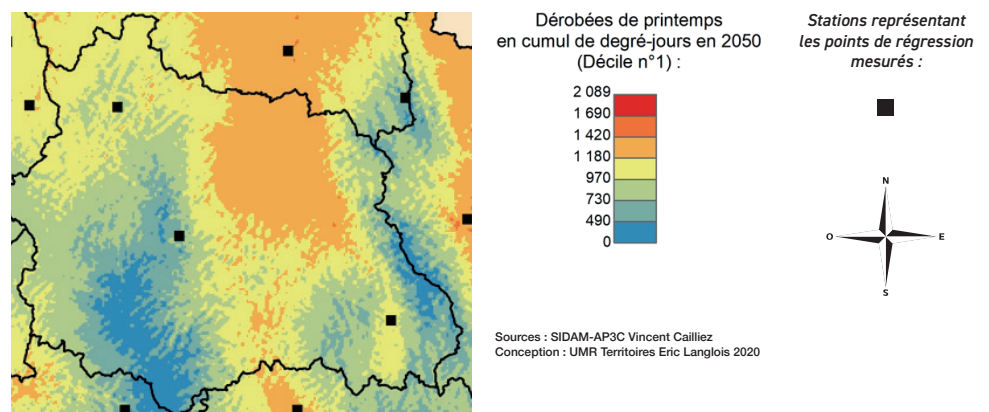 Dérobées de printemps
en cumul de degré-jours en 2050
(Décile n°1) :
2 089
1 690
1 420
1 180
970
730
490
0
Stations représentant
les points de régression
mesurés :
N
O
E
S
Sources : SIDAM-AP3C Vincent Cailliez
Conception : UMR Territoires Eric Langlois 2020